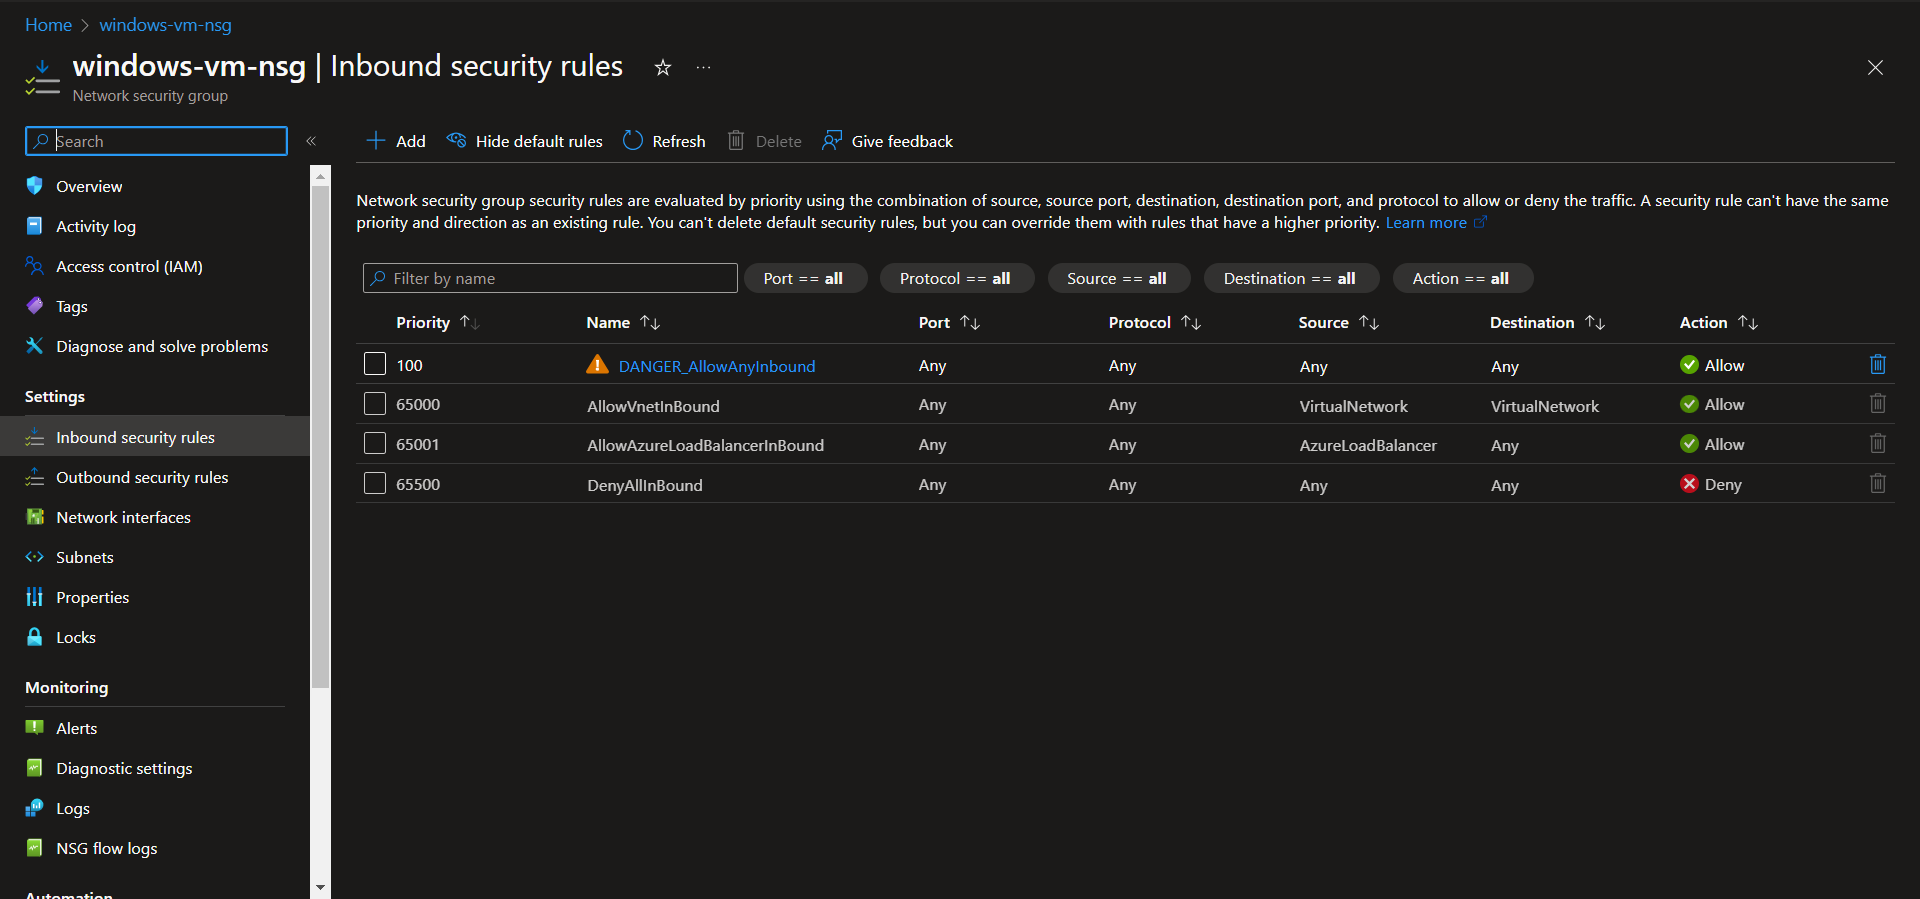 Home > windows-vm-nsg
windows-vm-nsg | Inbound security rules
Network security group
Search
Overview
Activity log
Access control (IAM)
Tags
Diagnose and solve problems
Settings
Inbound security rules
Outbound security rules
Network interfaces
Subnets
Properties
Locks
Monitoring
Alerts
Diagnostic settings
Logs
NSG flow logs
Automation
Add Hide default rules Refresh Delete Give feedback
Network security group security rules are evaluated by priority using the combination of source, source port, destination, destination port, and protocol to allow or deny the traffic. A security rule can't have the same
priority and direction as an existing rule. You can't delete default security rules, but you can override them with rules that have a higher priority. Learn more
Filter by name Port == all Protocol == all Source == all Destination == all Action == all
Priority Name Port Protocol Source Destination Action
100 DANGER_AllowAnyInbound Any Any Any Any Allow
65000 AllowVnetInBound Any Any VirtualNetwork VirtualNetwork Allow
65001 AllowAzureLoadBalancerInBound Any Any AzureLoadBalancer Any Allow
65500 DenyAllInBound Any Any Any Any Deny